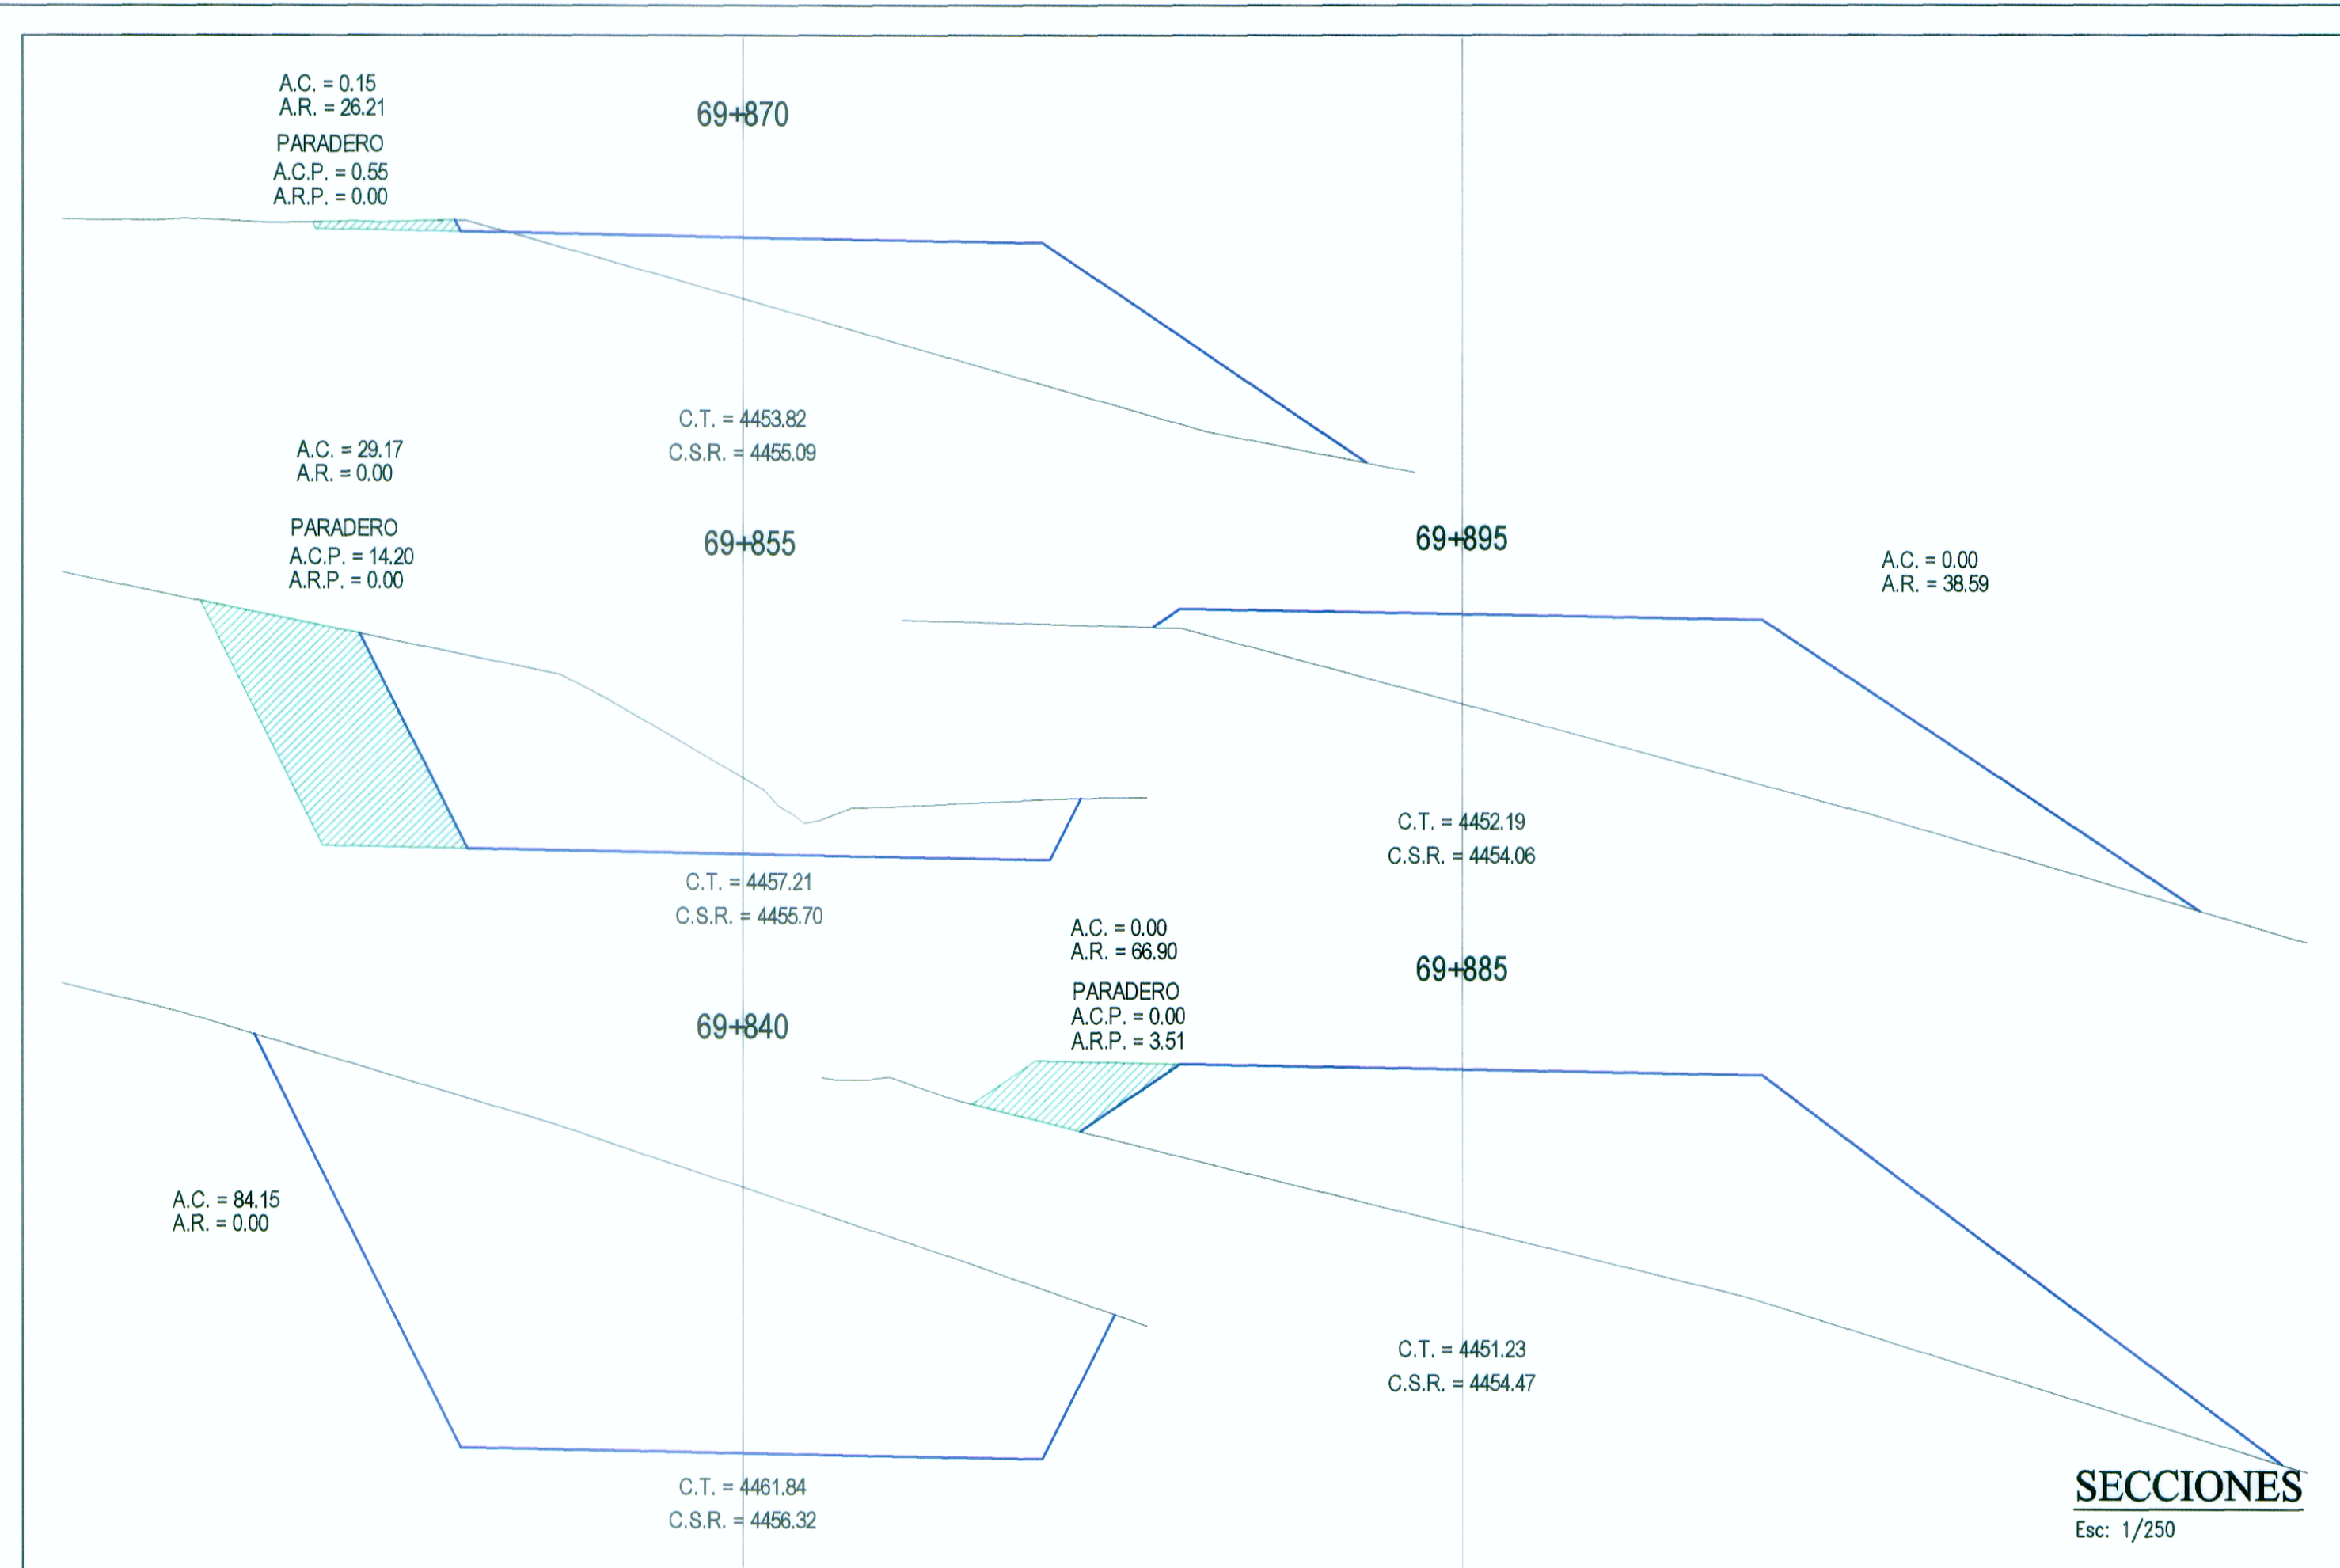 A.C. = 0.15
A.R. = 26.21
PARADERO
A.C.P. = 0.55
A.R.P. = 0.00
69+870
C.T. = 4453.82
C.S.R. = 4455.09
A.C. = 29.17
A.R. = 0.00
PARADERO
A.C.P. = 14.20
A.R.P. = 0.00
69+855
C.T. = 4457.21
C.S.R. = 4455.70
69+840
A.C. = 84.15
A.R. = 0.00
C.T. = 4461.84
C.S.R. = 4456.32
69+895
A.C. = 0.00
A.R. = 38.59
C.T. = 4452.19
C.S.R. = 4454.06
A.C. = 0.00
A.R. = 66.90
PARADERO
A.C.P. = 0.00
A.R.P. = 3.51
69+885
C.T. = 4451.23
C.S.R. = 4454.47
SECCIONES
Esc: 1/250